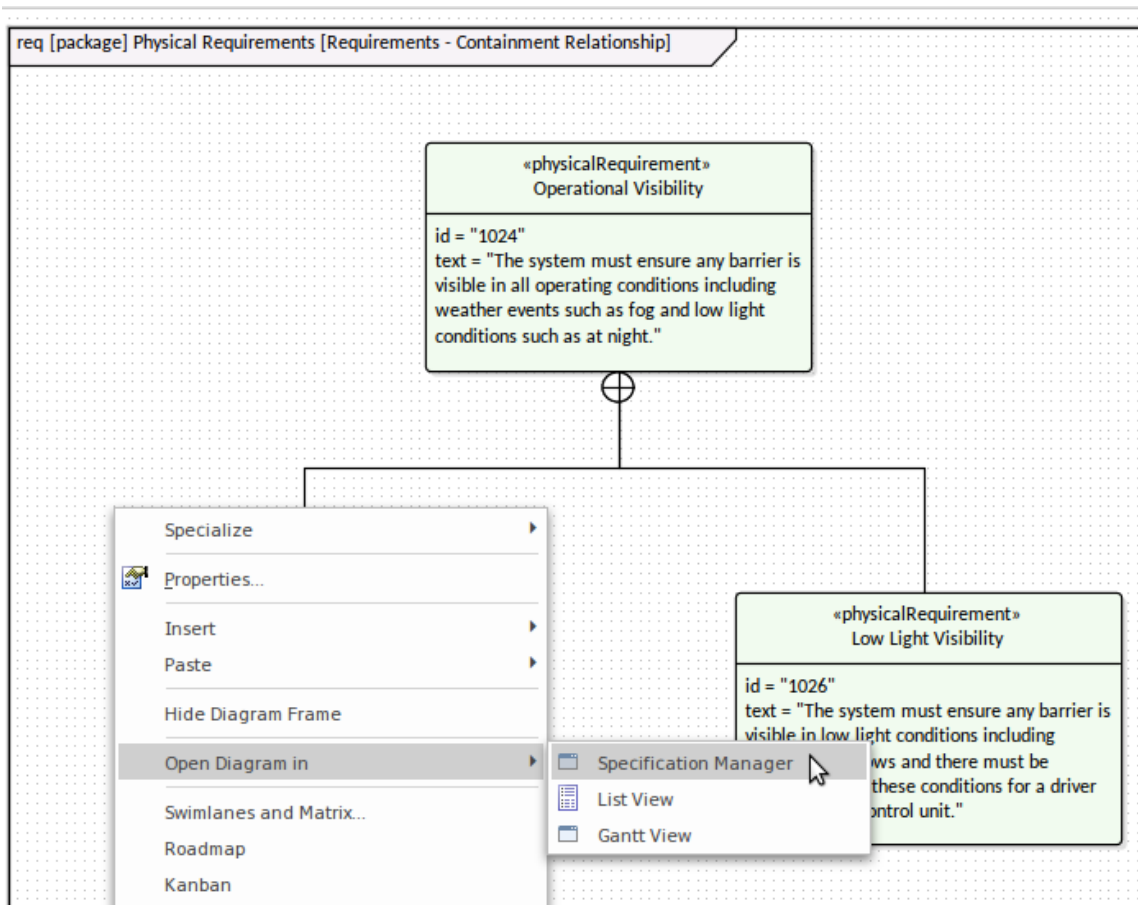 req [package] Physical Requirements [Requirements - Containment Relationship]
«physicalRequirement»
Operational Visibility
id = "1024"
text = "The system must ensure any barrier is
visible in all operating conditions including
weather events such as fog and low light
conditions such as at night."
Specialize
Properties...
Insert
Paste
Hide Diagram Frame
Open Diagram in
Swimlanes and Matrix...
Roadmap
Kanban
Specification Manager
List View
Gantt View
«physicalRequirement»
Low Light Visibility
id = "1026"
text = "The system must ensure any barrier is
visible in low light conditions including
and there must be
these conditions for a driver
unit."